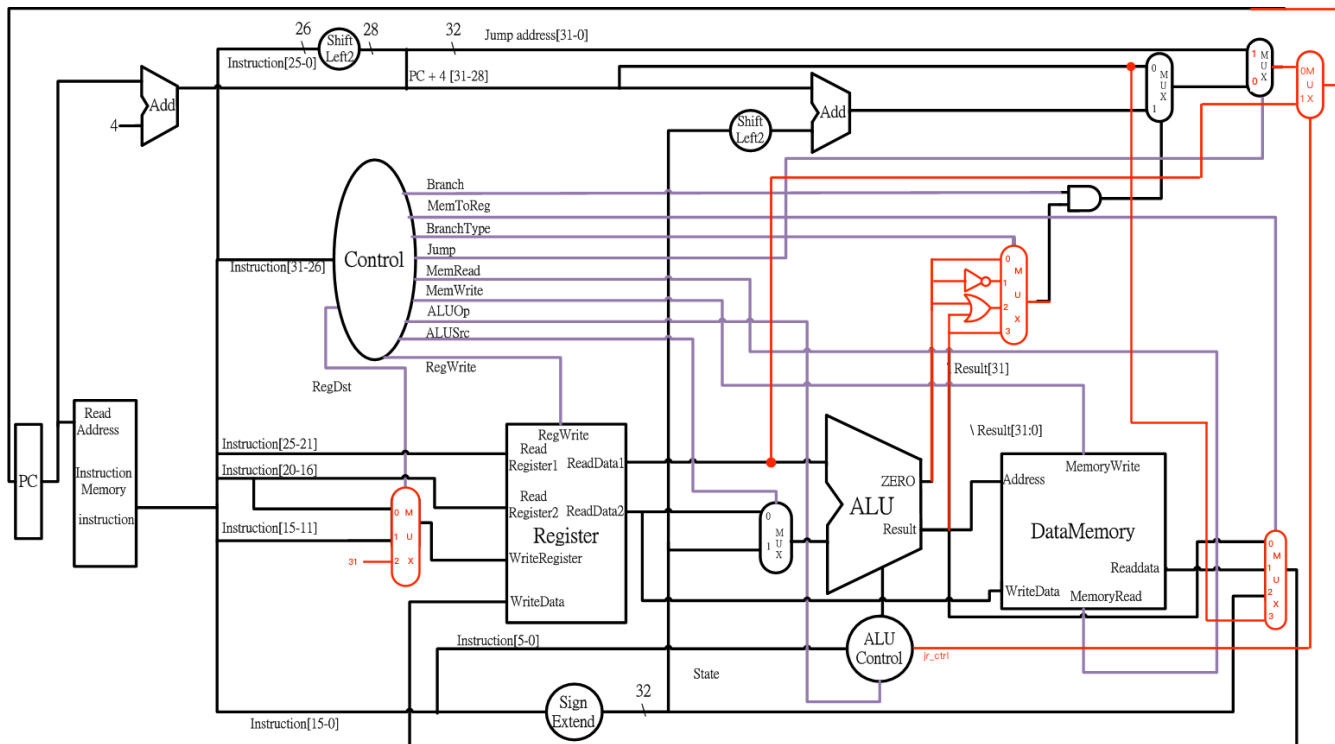 26
Shift
Left2
28
32
Jump address[31-0]
Instruction[25-0]
PC + 4 [31-28]
Add
4
Shift
Left2
Add
0
M
U
X
1
1
M
U
X
0
0M
U
1X
Control
Instruction[31-26]
Branch
MemToReg
BranchType
Jump
MemRead
MemWrite
ALUOp
ALUSrc
RegWrite
RegDst
0
M
1
U
2
X
3
\ Result[31]
\ Result[31:0]
PC
Read
Address
Instruction
Memory
instruction
Instruction[25-21]
Instruction[20-16]
Instruction[15-11]
0 M
1 U
2 X
31
RegWrite
Read
Register1
ReadData1
Read
Register2
ReadData2
Register
WriteRegister
WriteData
0
M
1
U
X
ZERO
ALU
Result
MemoryWrite
Address
DataMemory
Readdata
WriteData
MemoryRead
0
M
1
U
2
X
3
Instruction[5-0]
ALU
Control
jr_ctrl
State
Instruction[15-0]
Sign
Extend
32